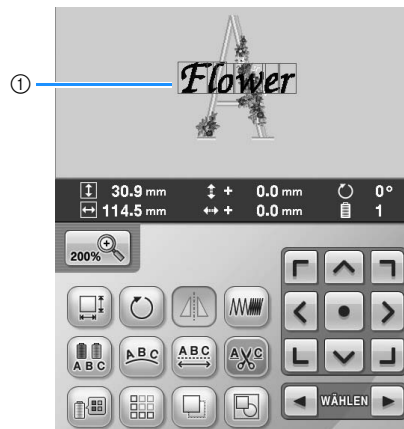 ①
Flower
30.9 mm + 0.0 mm 0°
114.5 mm + 0.0 mm 1
200%
A B C ABC ABC A C
WÄHLEN